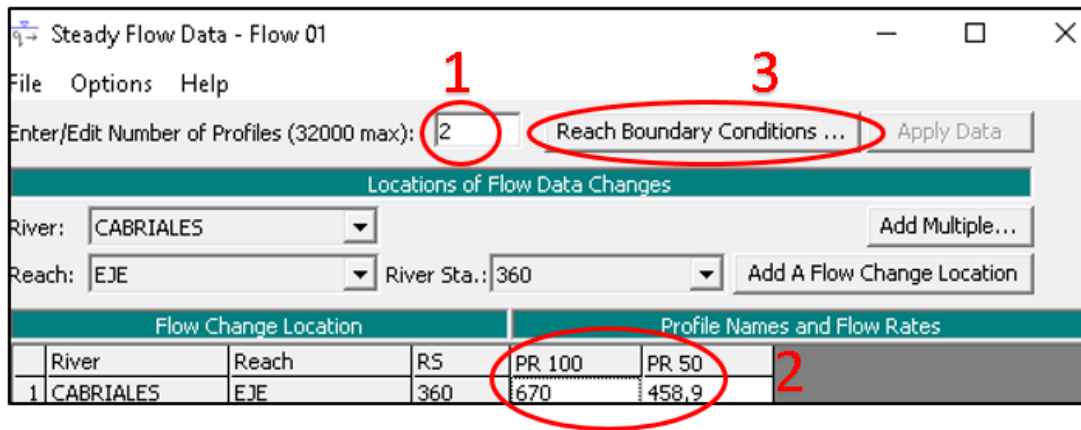 Steady Flow Data - Flow 01
File Options Help
1
3
Enter/Edit Number of Profiles (32000 max): 2 Reach Boundary Conditions ... Apply Data
Locations of Flow Data Changes
River: CABRIALES Add Multiple...
Reach: EJE River Sta.: 360 Add A Flow Change Location
Flow Change Location Profile Names and Flow Rates
River Reach RS PR 100 PR 50
2
1 CABRIALES EJE 360 670 458,9